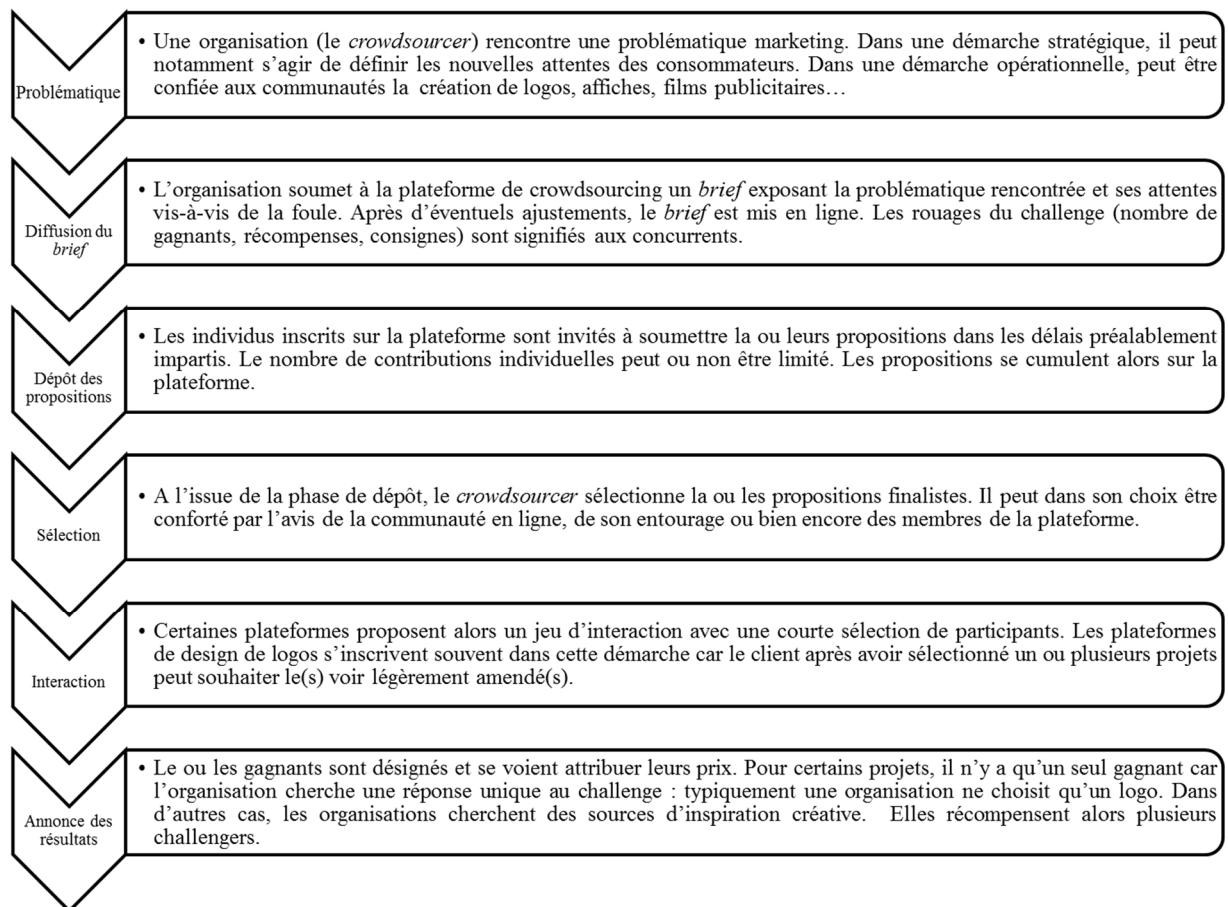 Problématique
• Une organisation (le crowdsourcer) rencontre une problématique marketing. Dans une démarche stratégique, il peut
notamment s’agir de définir les nouvelles attentes des consommateurs. Dans une démarche opérationnelle, peut être
confiée aux communautés la création de logos, affiches, films publicitaires…
Diffusion du
brief
• L’organisation soumet à la plateforme de crowdsourcing un brief exposant la problématique rencontrée et ses attentes
vis-à-vis de la foule. Après d’éventuels ajustements, le brief est mis en ligne. Les rouages du challenge (nombre de
gagnants, récompenses, consignes) sont signifiés aux concurrents.
Dépôt des
propositions
• Les individus inscrits sur la plateforme sont invités à soumettre la ou leurs propositions dans les délais préalablement
impartis. Le nombre de contributions individuelles peut ou non être limité. Les propositions se cumulent alors sur la
plateforme.
Sélection
• A l’issue de la phase de dépôt, le crowdsourcer sélectionne la ou les propositions finalistes. Il peut dans son choix être
conforté par l’avis de la communauté en ligne, de son entourage ou bien encore des membres de la plateforme.
Interaction
• Certaines plateformes proposent alors un jeu d’interaction avec une courte sélection de participants. Les plateformes
de design de logos s’inscrivent souvent dans cette démarche car le client après avoir sélectionné un ou plusieurs projets
peut souhaiter le(s) voir légèrement amendé(s).
Annonce des
résultats
• Le ou les gagnants sont désignés et se voient attribuer leurs prix. Pour certains projets, il n’y a qu’un seul gagnant car
l’organisation cherche une réponse unique au challenge : typiquement une organisation ne choisit qu’un logo. Dans
d’autres cas, les organisations cherchent des sources d’inspiration créative. Elles récompensent alors plusieurs
challengers.